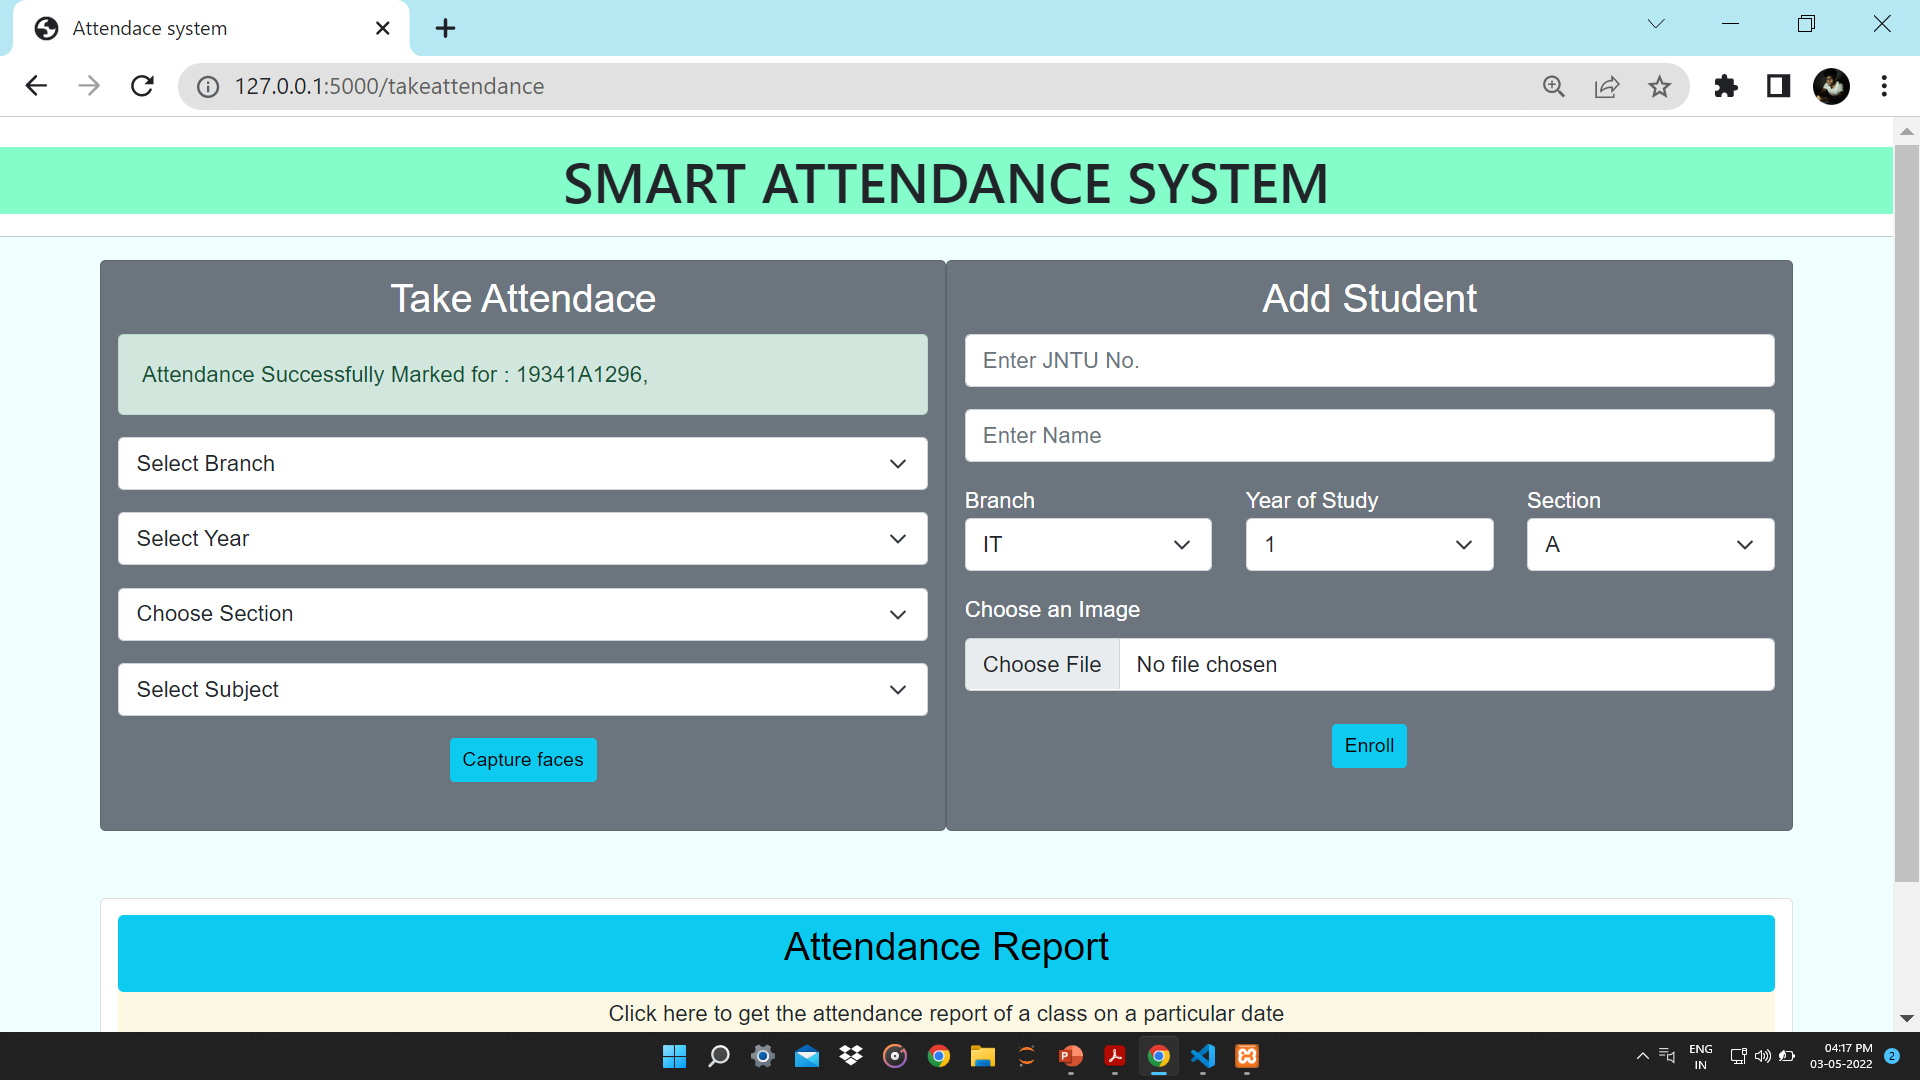 Attendace system
127.0.0.1:5000/takeattendance
SMART ATTENDANCE SYSTEM
Take Attendace
Attendance Successfully Marked for : 19341A1296,
Select Branch
Select Year
Choose Section
Select Subject
Capture faces
Add Student
Enter JNTU No.
Enter Name
Branch Year of Study Section
IT 1 A
Choose an Image
Choose File No file chosen
Enroll
Attendance Report
Click here to get the attendance report of a class on a particular date
ENG
IN
04:17 PM
03-05-2022
2